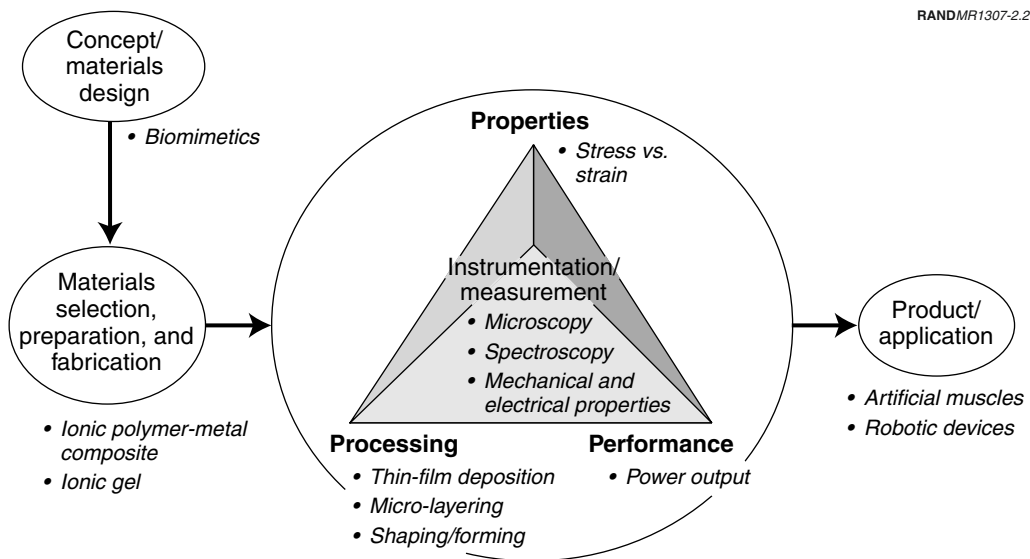 RANDMR1307-2.2
Concept/
materials
design
• Biomimetics
Materials
selection,
preparation, and
fabrication
• Ionic polymer-metal
composite
• Ionic gel
Properties
• Stress vs.
strain
Instrumentation/
measurement
• Microscopy
• Spectroscopy
• Mechanical and
electrical properties
Processing
• Thin-film deposition
• Micro-layering
• Shaping/forming
Performance
• Power output
Product/
application
• Artificial muscles
• Robotic devices